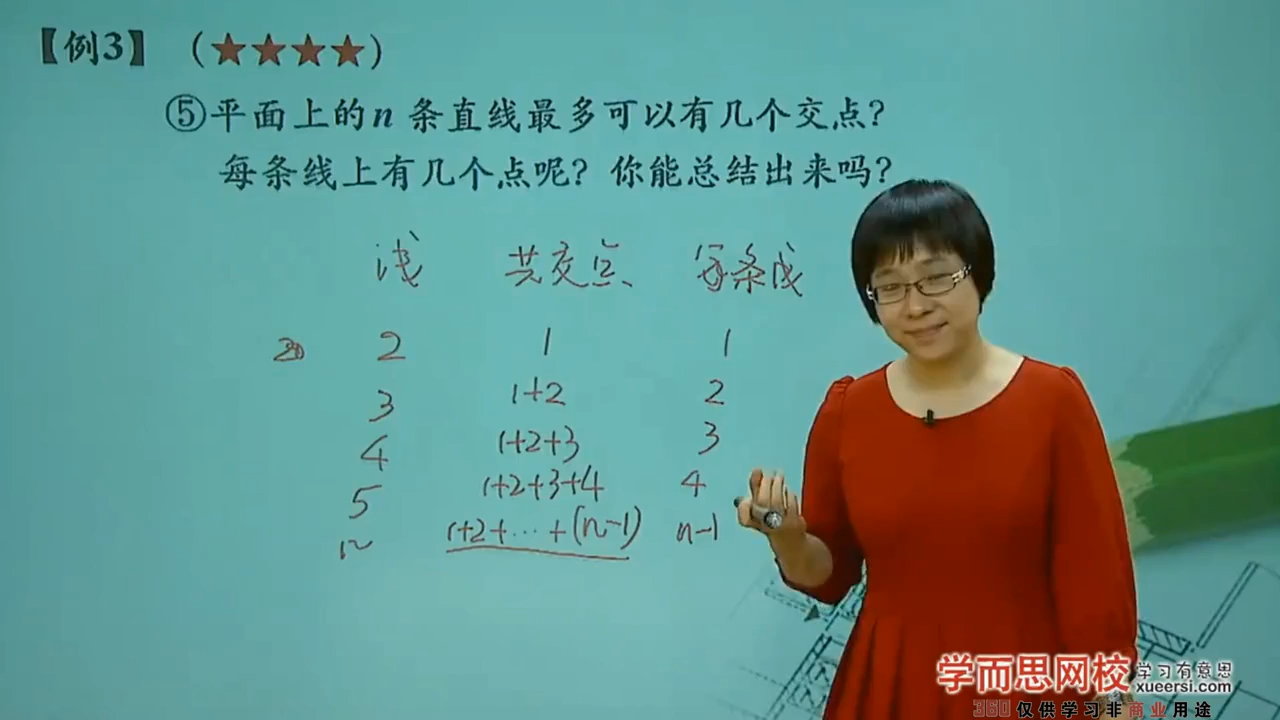 【例3】（★★★★）
⑤平面上的n条直线最多可以有几个交点？
每条线上有几个点呢？你能总结出来吗？
线 共交点 每条线
20 2 1 1
3 1+2 2
4 1+2+3 3
5 1+2+3+4 4
n 1+2+…+(n-1) n-1
学而思网校 学习有意思
xueersi.com
360 仅供学习非商业用途